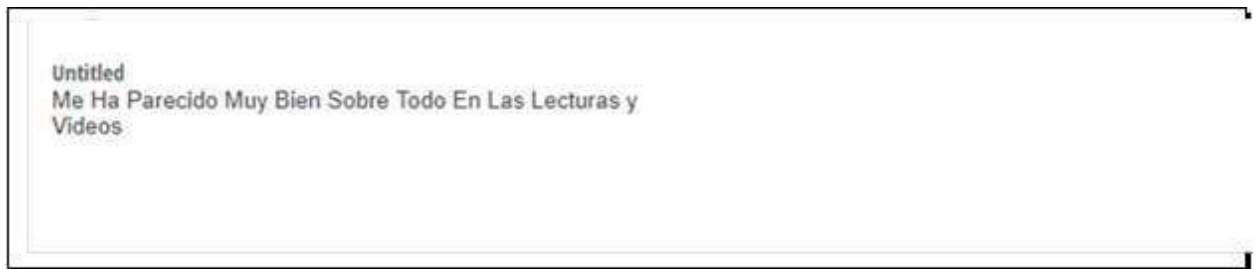 Untitled
Me Ha Parecido Muy Bien Sobre Todo En Las Lecturas y
Videos